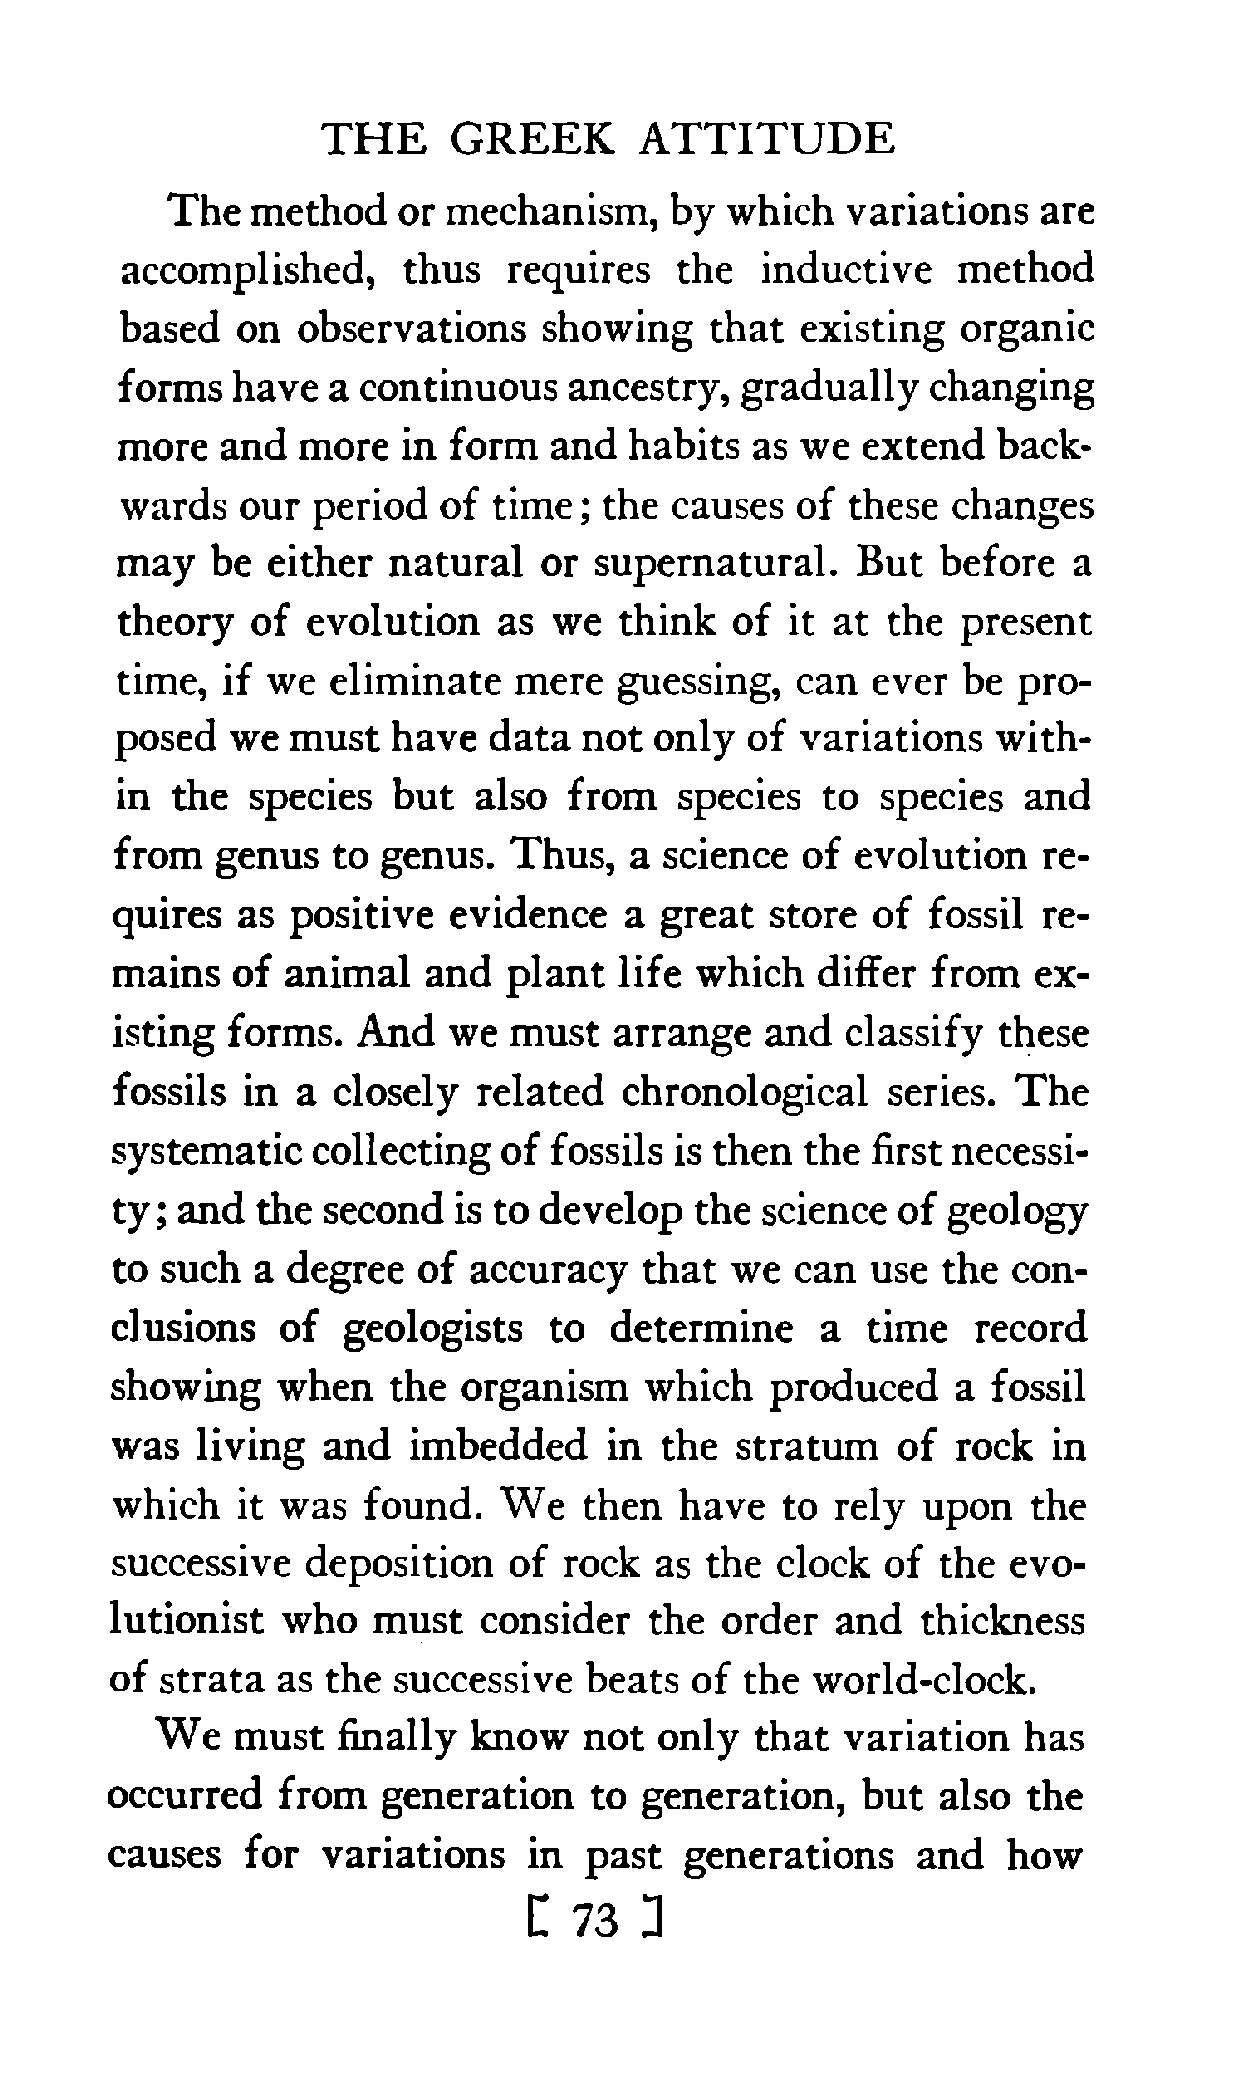 THE GREEK ATTITUDE
The method or mechanism, by which variations are
accomplished, thus requires the inductive method
based on observations showing that existing organic
forms have a continuous ancestry, gradually changing
more and more in form and habits as we extend back-
wards our period of time; the causes of these changes
may be either natural or supernatural. But before a
theory of evolution as we think of it at the present
time, if we eliminate mere guessing, can ever be pro-
posed we must have data not only of variations with-
in the species but also from species to species and
from genus to genus. Thus, a science of evolution re-
quires as positive evidence a great store of fossil re-
mains of animal and plant life which differ from ex-
isting forms. And we must arrange and classify these
fossils in a closely related chronological series. The
systematic collecting of fossils is then the first necessi-
ty; and the second is to develop the science of geology
to such a degree of accuracy that we can use the con-
clusions of geologists to determine a time record
showing when the organism which produced a fossil
was living and imbedded in the stratum of rock in
which it was found. We then have to rely upon the
successive deposition of rock as the clock of the evo-
lutionist who must consider the order and thickness
of strata as the successive beats of the world-clock.
We must finally know not only that variation has
occurred from generation to generation, but also the
causes for variations in past generations and how
[ 73 ]